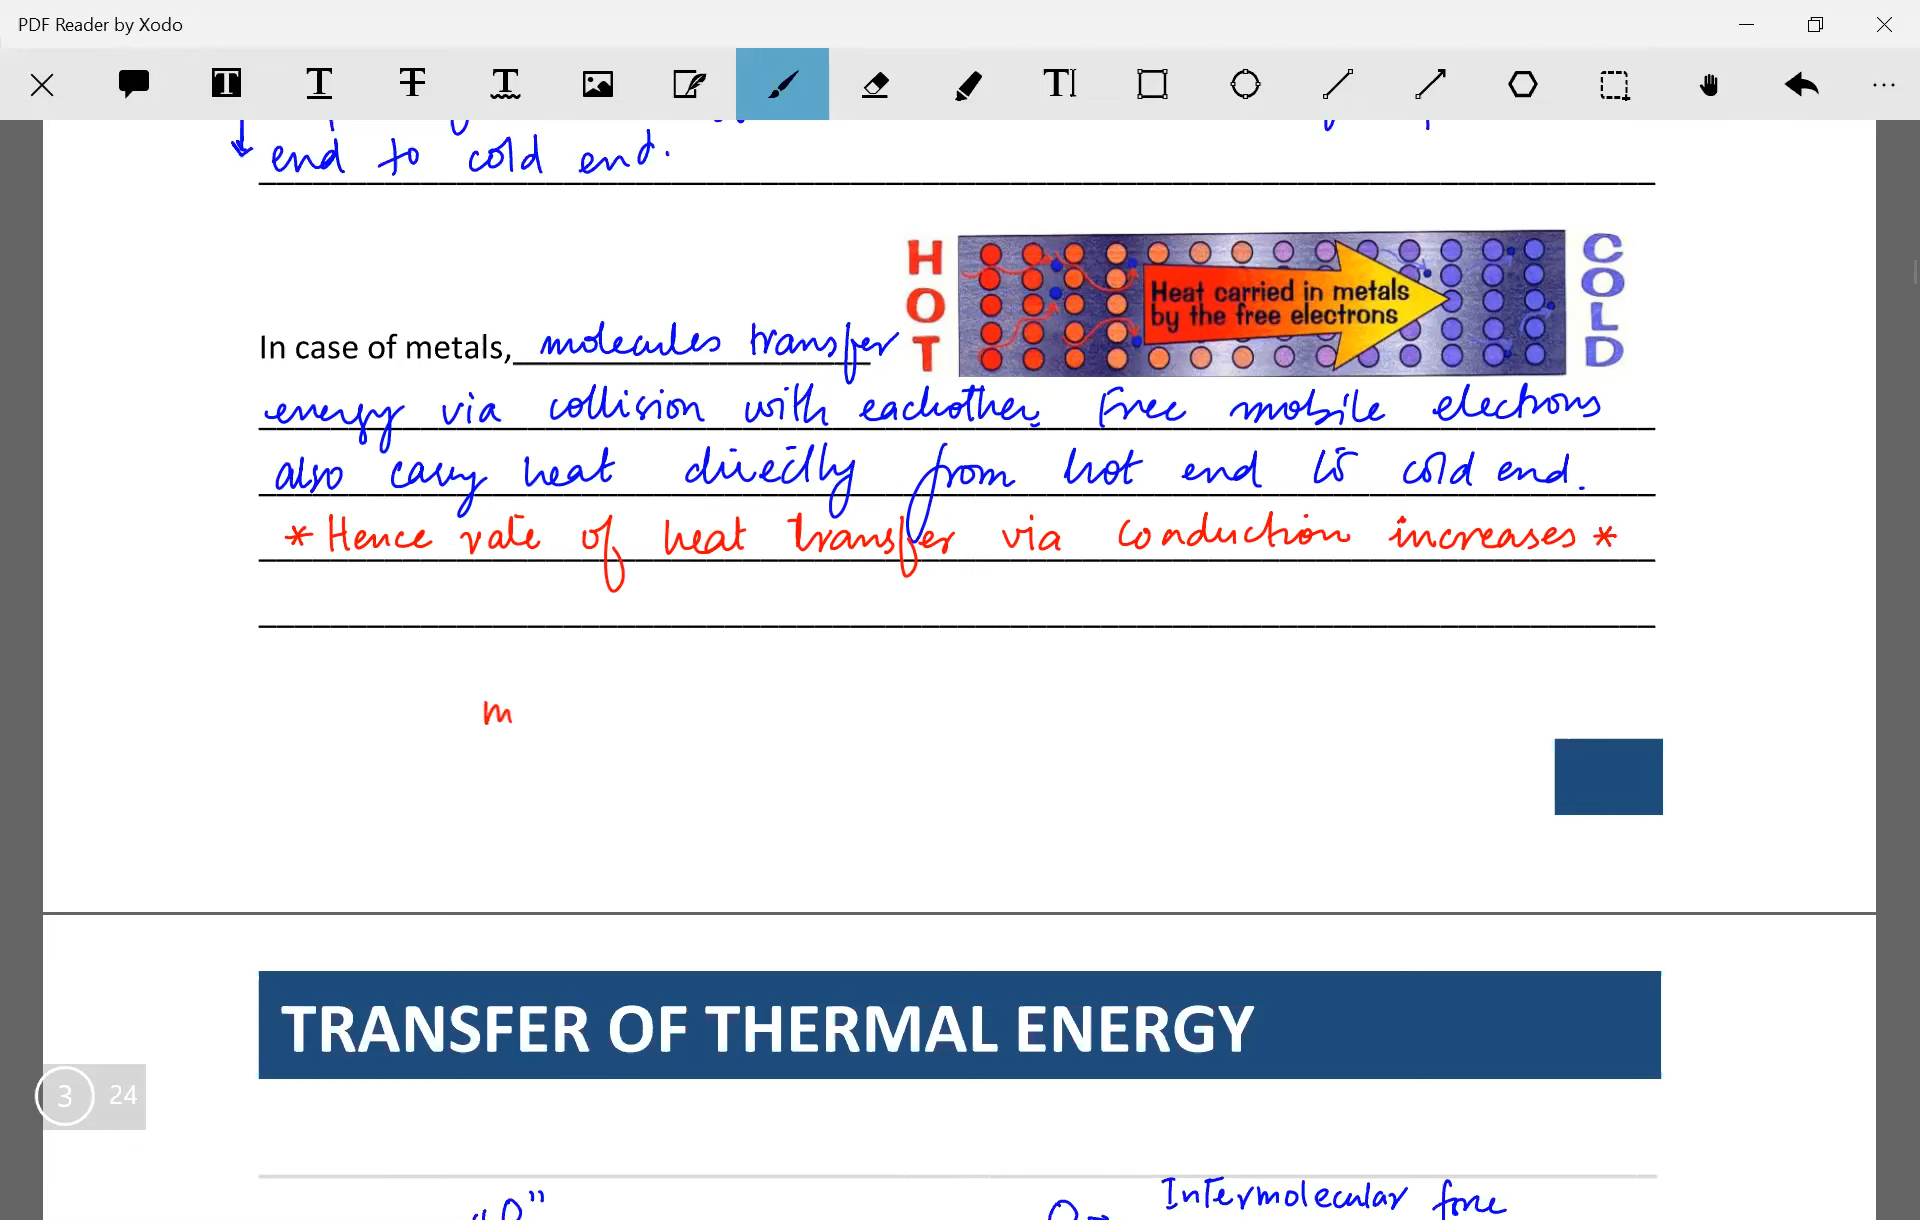 PDF Reader by Xodo
end to cold end.
HOT
Heat carried in metals
by the free electrons
COLD
In case of metals, molecules transfer
energy via collision with eachother. Free mobile electrons
also carry heat directly from hot end to cold end.
* Hence rate of heat transfer via conduction increases *
m
TRANSFER OF THERMAL ENERGY
3 24
Intermolecular force